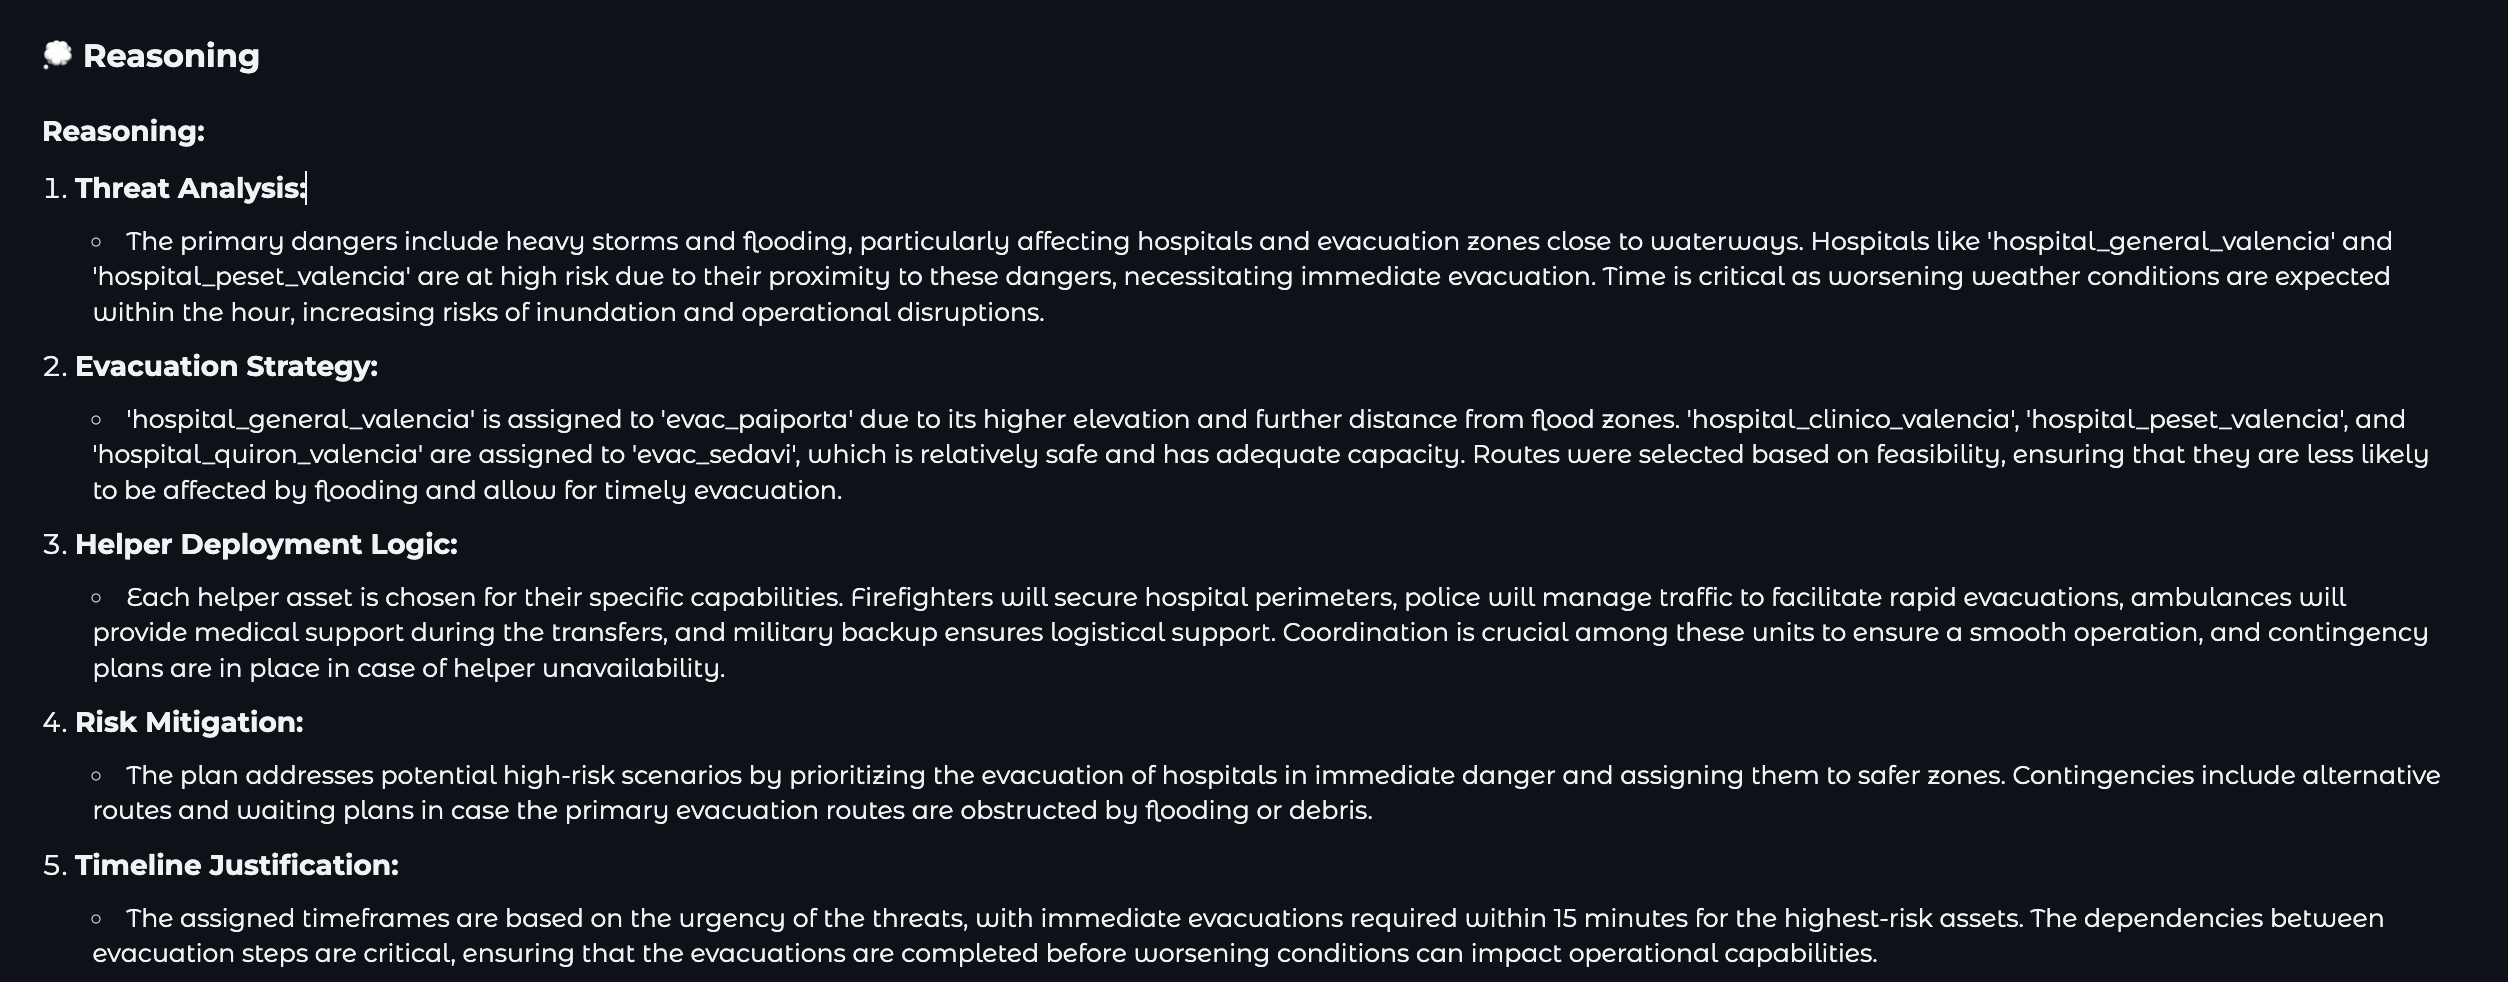 💭 Reasoning
Reasoning:
1. Threat Analysis:
○ The primary dangers include heavy storms and flooding, particularly affecting hospitals and evacuation zones close to waterways. Hospitals like 'hospital_general_valencia' and
'hospital_peset_valencia' are at high risk due to their proximity to these dangers, necessitating immediate evacuation. Time is critical as worsening weather conditions are expected
within the hour, increasing risks of inundation and operational disruptions.
2. Evacuation Strategy:
○ 'hospital_general_valencia' is assigned to 'evac_paiporta' due to its higher elevation and further distance from flood zones. 'hospital_clinico_valencia', 'hospital_peset_valencia', and
'hospital_quiron_valencia' are assigned to 'evac_sedavi', which is relatively safe and has adequate capacity. Routes were selected based on feasibility, ensuring that they are less likely
to be affected by flooding and allow for timely evacuation.
3. Helper Deployment Logic:
○ Each helper asset is chosen for their specific capabilities. Firefighters will secure hospital perimeters, police will manage traffic to facilitate rapid evacuations, ambulances will
provide medical support during the transfers, and military backup ensures logistical support. Coordination is crucial among these units to ensure a smooth operation, and contingency
plans are in place in case of helper unavailability.
4. Risk Mitigation:
○ The plan addresses potential high-risk scenarios by prioritizing the evacuation of hospitals in immediate danger and assigning them to safer zones. Contingencies include alternative
routes and waiting plans in case the primary evacuation routes are obstructed by flooding or debris.
5. Timeline Justification:
○ The assigned timeframes are based on the urgency of the threats, with immediate evacuations required within 15 minutes for the highest-risk assets. The dependencies between
evacuation steps are critical, ensuring that the evacuations are completed before worsening conditions can impact operational capabilities.